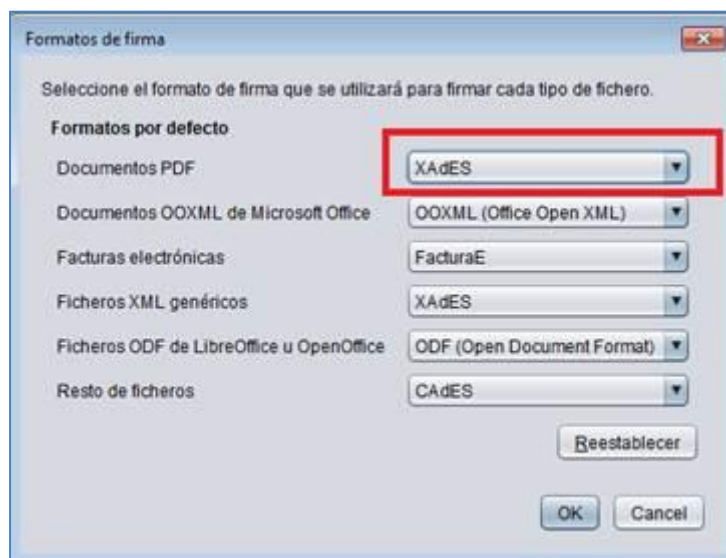 Formatos de firma
Seleccione el formato de firma que se utilizará para firmar cada tipo de fichero.
Formatos por defecto
Documentos PDF XAdES
Documentos OOXML de Microsoft Office OOXML (Office Open XML)
Facturas electrónicas FacturaE
Ficheros XML genéricos XAdES
Ficheros ODF de LibreOffice u OpenOffice ODF (Open Document Format)
Resto de ficheros CAdES
Reestablecer
OK Cancel